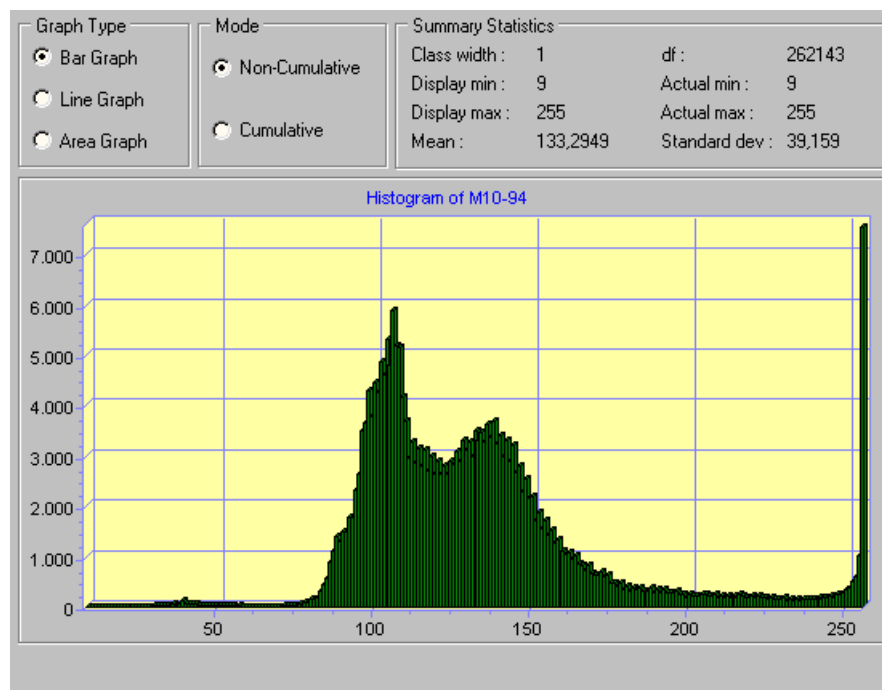 Graph Type
Bar Graph
Line Graph
Area Graph
Mode
Non-Cumulative
Cumulative
Summary Statistics
Class width : 1 df : 262143
Display min : 9 Actual min : 9
Display max : 255 Actual max : 255
Mean : 133,2949 Standard dev : 39,159
Histogram of M10-94
7.000
6.000
5.000
4.000
3.000
2.000
1.000
0
50 100 150 200 250